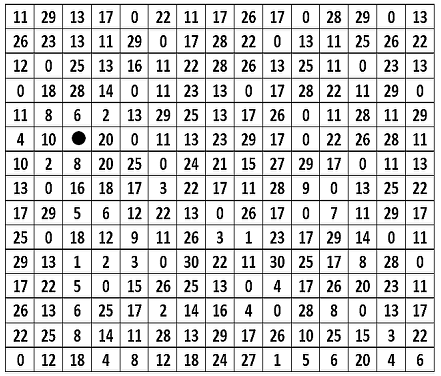 11 29 13 17 0 22 11 17 26 17 0 28 29 0 13
26 23 13 11 29 0 17 28 22 0 13 11 25 26 22
12 0 25 13 16 11 22 28 26 13 25 11 0 23 13
0 18 28 14 0 11 23 13 0 17 28 22 11 29 0
11 8 6 2 13 29 25 13 17 26 0 11 28 11 29
4 10 ● 20 0 11 13 23 29 17 0 22 26 28 11
10 2 8 20 25 0 24 21 15 27 29 17 0 11 13
13 0 16 18 17 3 22 17 11 28 9 0 13 25 22
17 29 5 6 12 22 13 0 26 17 0 7 11 29 17
25 0 18 12 9 11 26 3 1 23 17 29 14 0 11
29 13 1 2 3 0 30 22 11 30 25 17 8 28 0
17 22 5 0 15 26 25 13 0 4 17 26 20 23 11
26 13 6 25 17 2 14 16 4 0 28 8 0 13 17
22 25 8 14 11 28 13 29 17 26 10 25 15 3 22
0 12 18 4 8 12 18 24 27 1 5 6 20 4 6